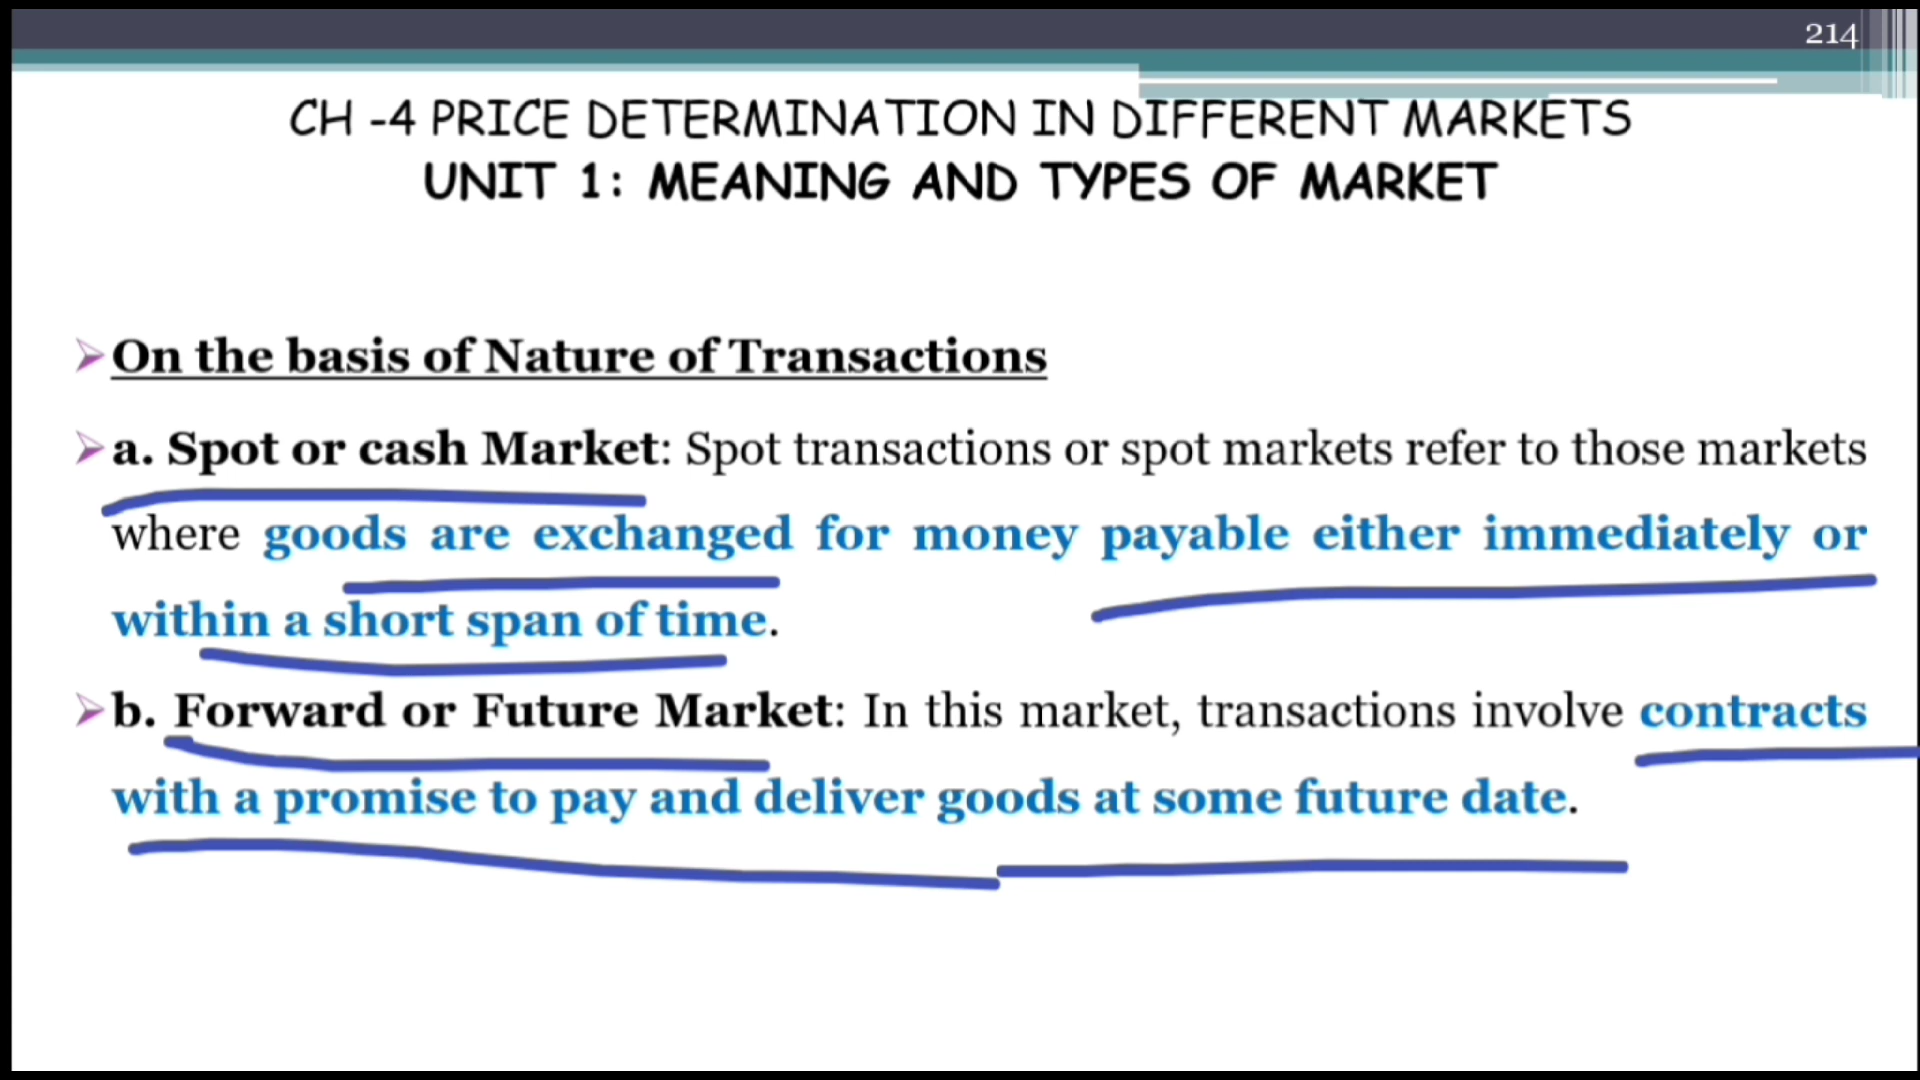 214
CH -4 PRICE DETERMINATION IN DIFFERENT MARKETS
UNIT 1: MEANING AND TYPES OF MARKET
On the basis of Nature of Transactions
a. Spot or cash Market: Spot transactions or spot markets refer to those markets
where goods are exchanged for money payable either immediately or
within a short span of time.
b. Forward or Future Market: In this market, transactions involve contracts
with a promise to pay and deliver goods at some future date.